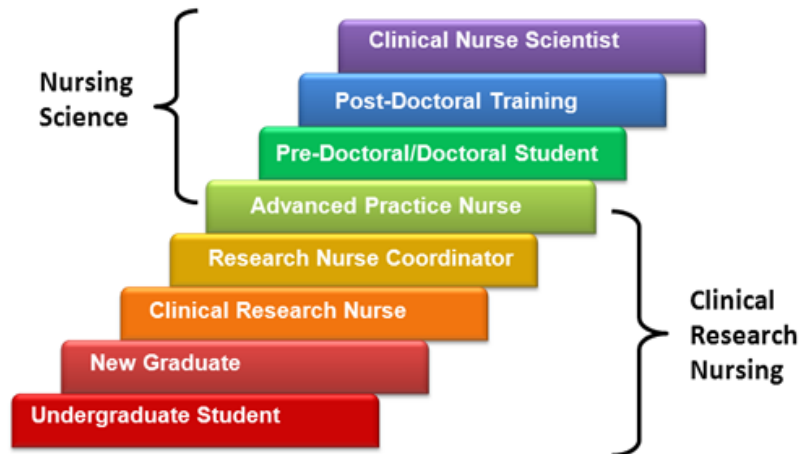 Clinical Nurse Scientist
Nursing
Science
Post-Doctoral Training
Pre-Doctoral/Doctoral Student
Advanced Practice Nurse
Research Nurse Coordinator
Clinical Research Nurse
New Graduate
Undergraduate Student
Clinical
Research
Nursing